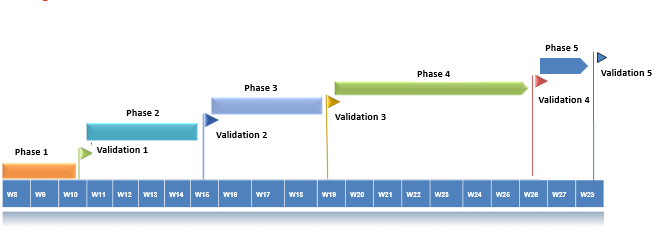 Phase 5
Validation 5
Phase 4
Validation 4
Phase 3
Validation 3
Phase 2
Validation 2
Phase 1
Validation 1
W8 W9 W10 W11 W12 W13 W14 W15 W16 W17 W18 W19 W20 W21 W22 W23 W24 W25 W26 W27 W28